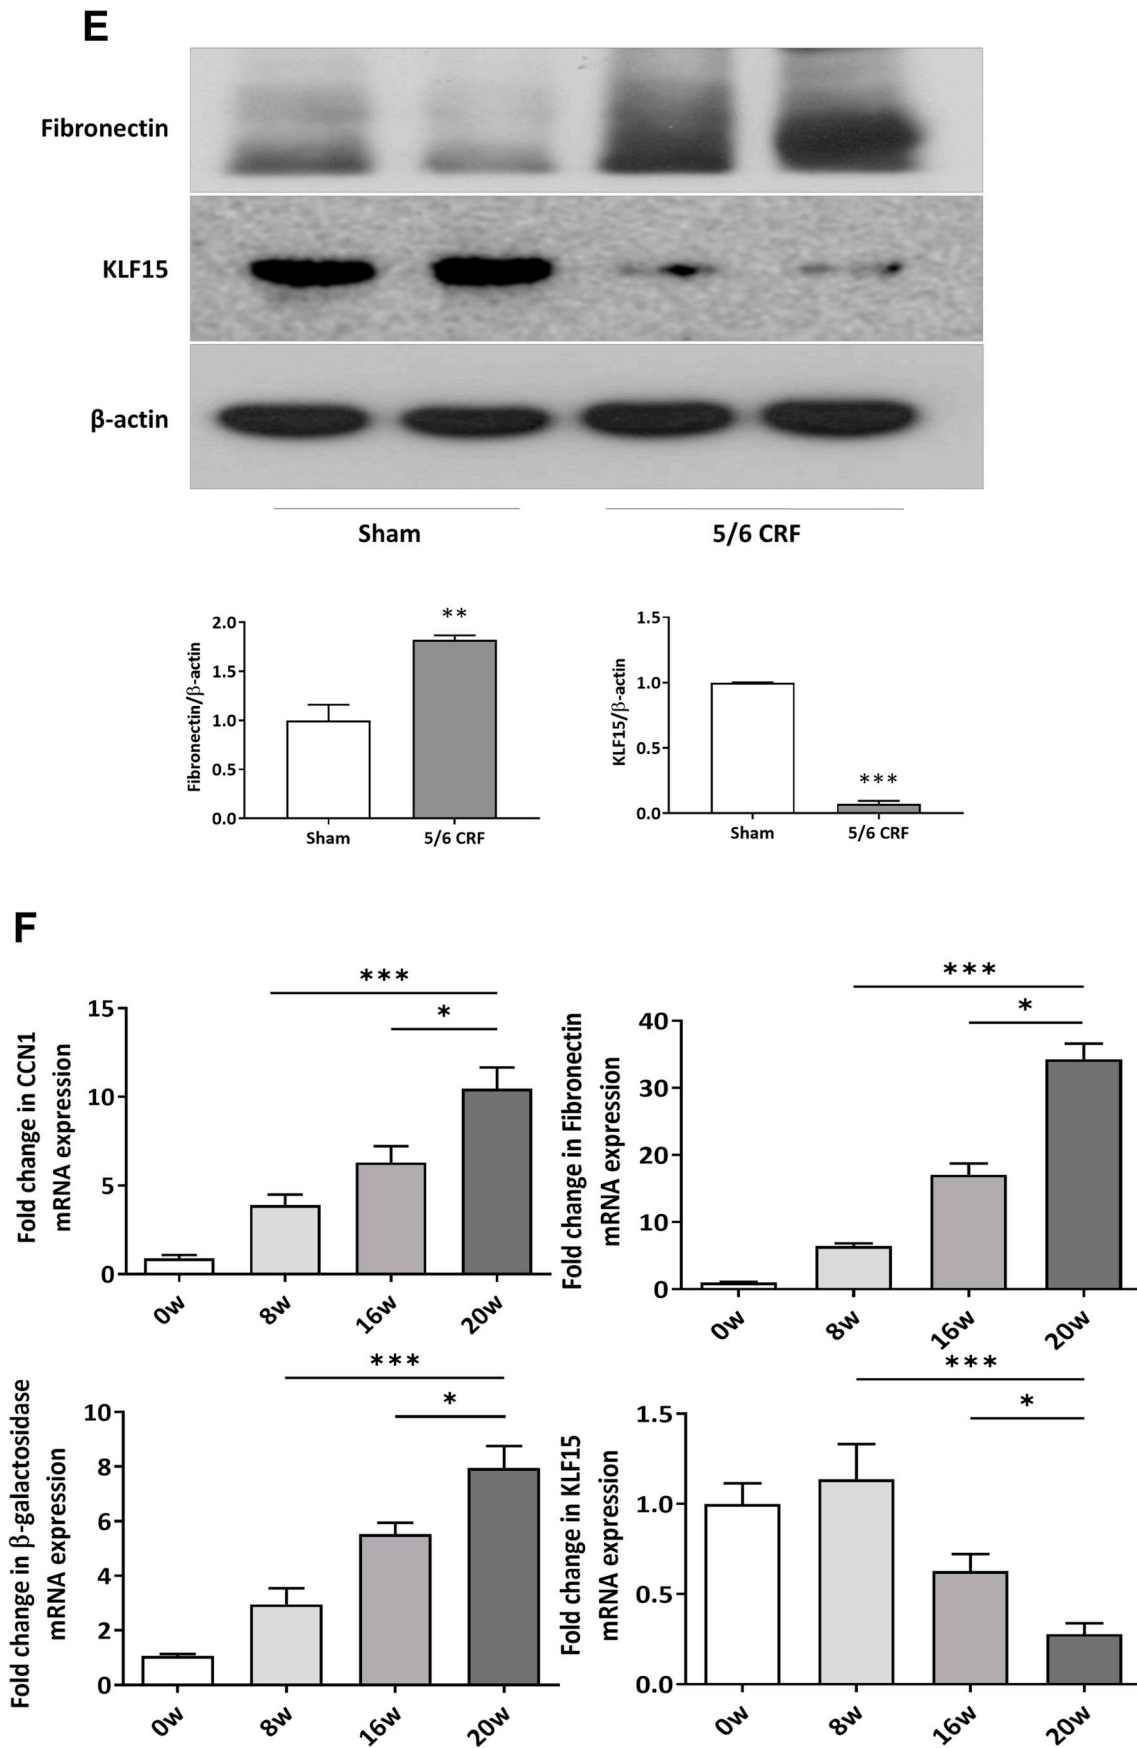 E
Fibronectin
KLF15
β-actin
Sham
5/6 CRF
Fibronectin/β-actin
2.0
1.5
1.0
0.5
0.0
**
Sham
5/6 CRF
KLF15/β-actin
1.5
1.0
0.5
0.0
***
Sham
5/6 CRF
F
Fold change in CCN1
mRNA expression
15
10
5
0
***
*
0w
8w
16w
20w
Fold change in Fibronectin
mRNA expression
40
30
20
10
0
***
*
0w
8w
16w
20w
Fold change in β-galactosidase
mRNA expression
10
8
6
4
2
0
***
*
0w
8w
16w
20w
Fold change in KLF15
mRNA expression
1.5
1.0
0.5
0.0
***
*
0w
8w
16w
20w